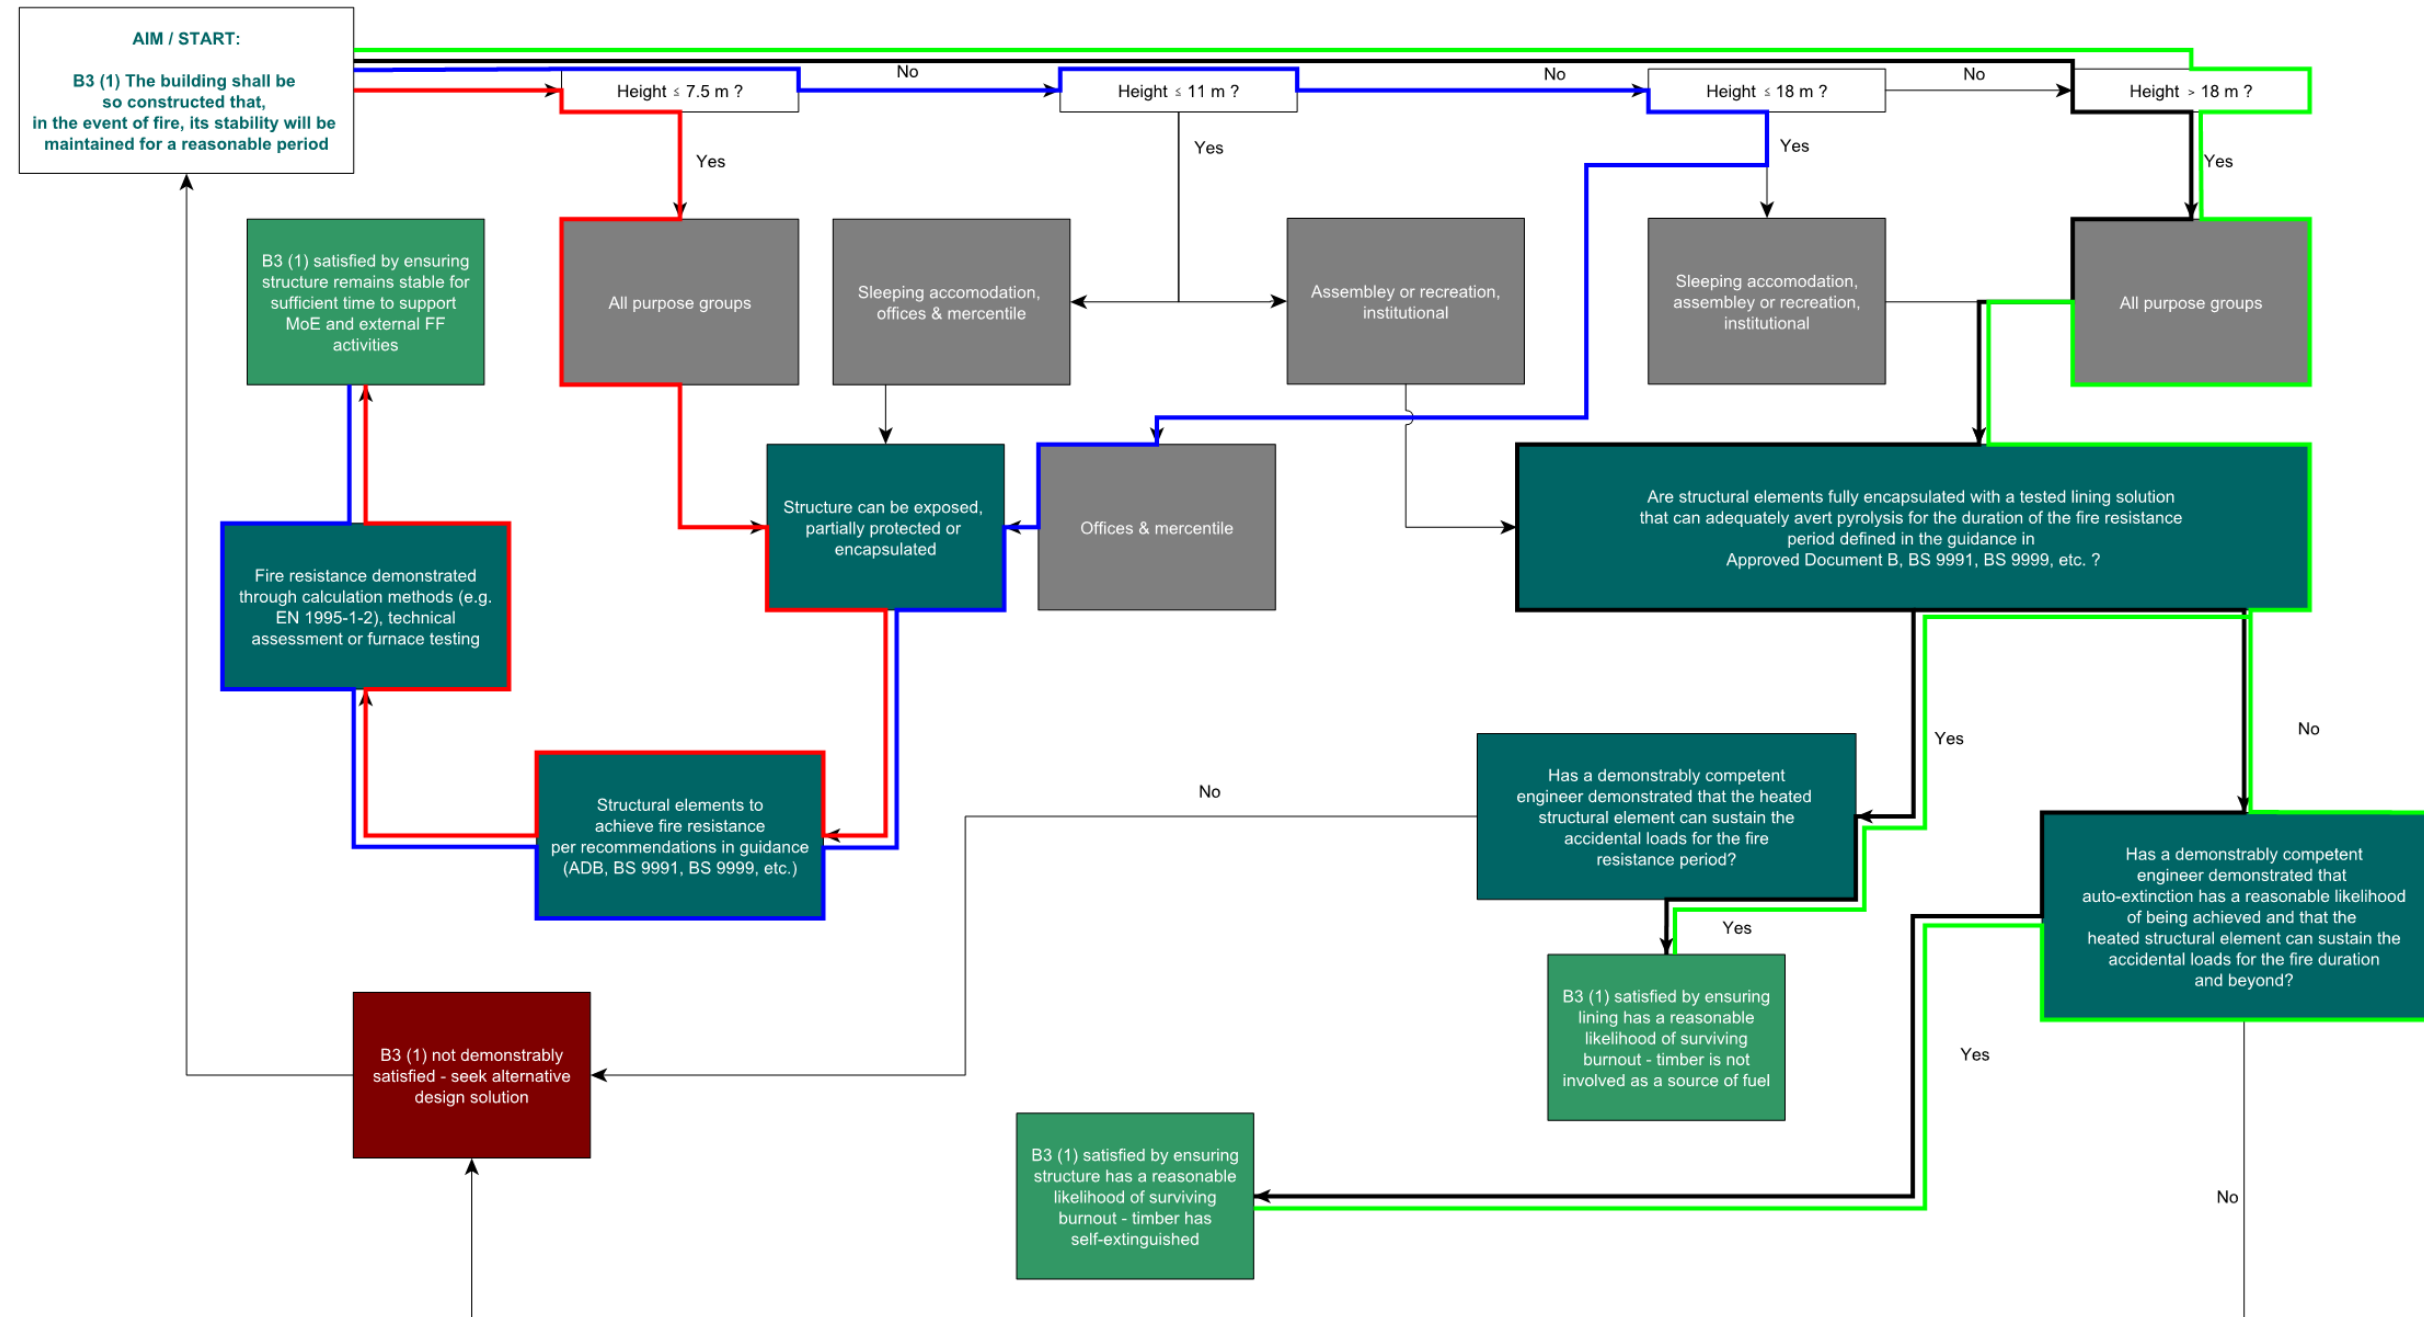 AIM / START:
B3 (1) The building shall be
so constructed that,
in the event of fire, its stability will be
maintained for a reasonable period
Height ≤ 7.5 m ?
No
Height ≤ 11 m ?
No
Height ≤ 18 m ?
No
Height > 18 m ?
Yes
Yes
Yes
Yes
B3 (1) satisfied by ensuring
structure remains stable for
sufficient time to support
MoE and external FF
activities
All purpose groups
Sleeping accomodation,
offices & mercentile
Assembley or recreation,
institutional
Sleeping accomodation,
assembley or recreation,
institutional
All purpose groups
Structure can be exposed,
partially protected or
encapsulated
Offices & mercentile
Are structural elements fully encapsulated with a tested lining solution
that can adequately avert pyrolysis for the duration of the fire resistance
period defined in the guidance in
Approved Document B, BS 9991, BS 9999, etc. ?
Fire resistance demonstrated
through calculation methods (e.g.
EN 1995-1-2), technical
assessment or furnace testing
Yes
No
Structural elements to
achieve fire resistance
per recommendations in guidance
(ADB, BS 9991, BS 9999, etc.)
No
Has a demonstrably competent
engineer demonstrated that the heated
structural element can sustain the
accidental loads for the fire
resistance period?
Has a demonstrably competent
engineer demonstrated that
auto-extinction has a reasonable likelihood
of being achieved and that the
heated structural element can sustain the
accidental loads for the fire duration
and beyond?
Yes
B3 (1) satisfied by ensuring
lining has a reasonable
likelihood of surviving
burnout - timber is not
involved as a source of fuel
Yes
B3 (1) not demonstrably
satisfied - seek alternative
design solution
B3 (1) satisfied by ensuring
structure has a reasonable
likelihood of surviving
burnout - timber has
self-extinguished
No